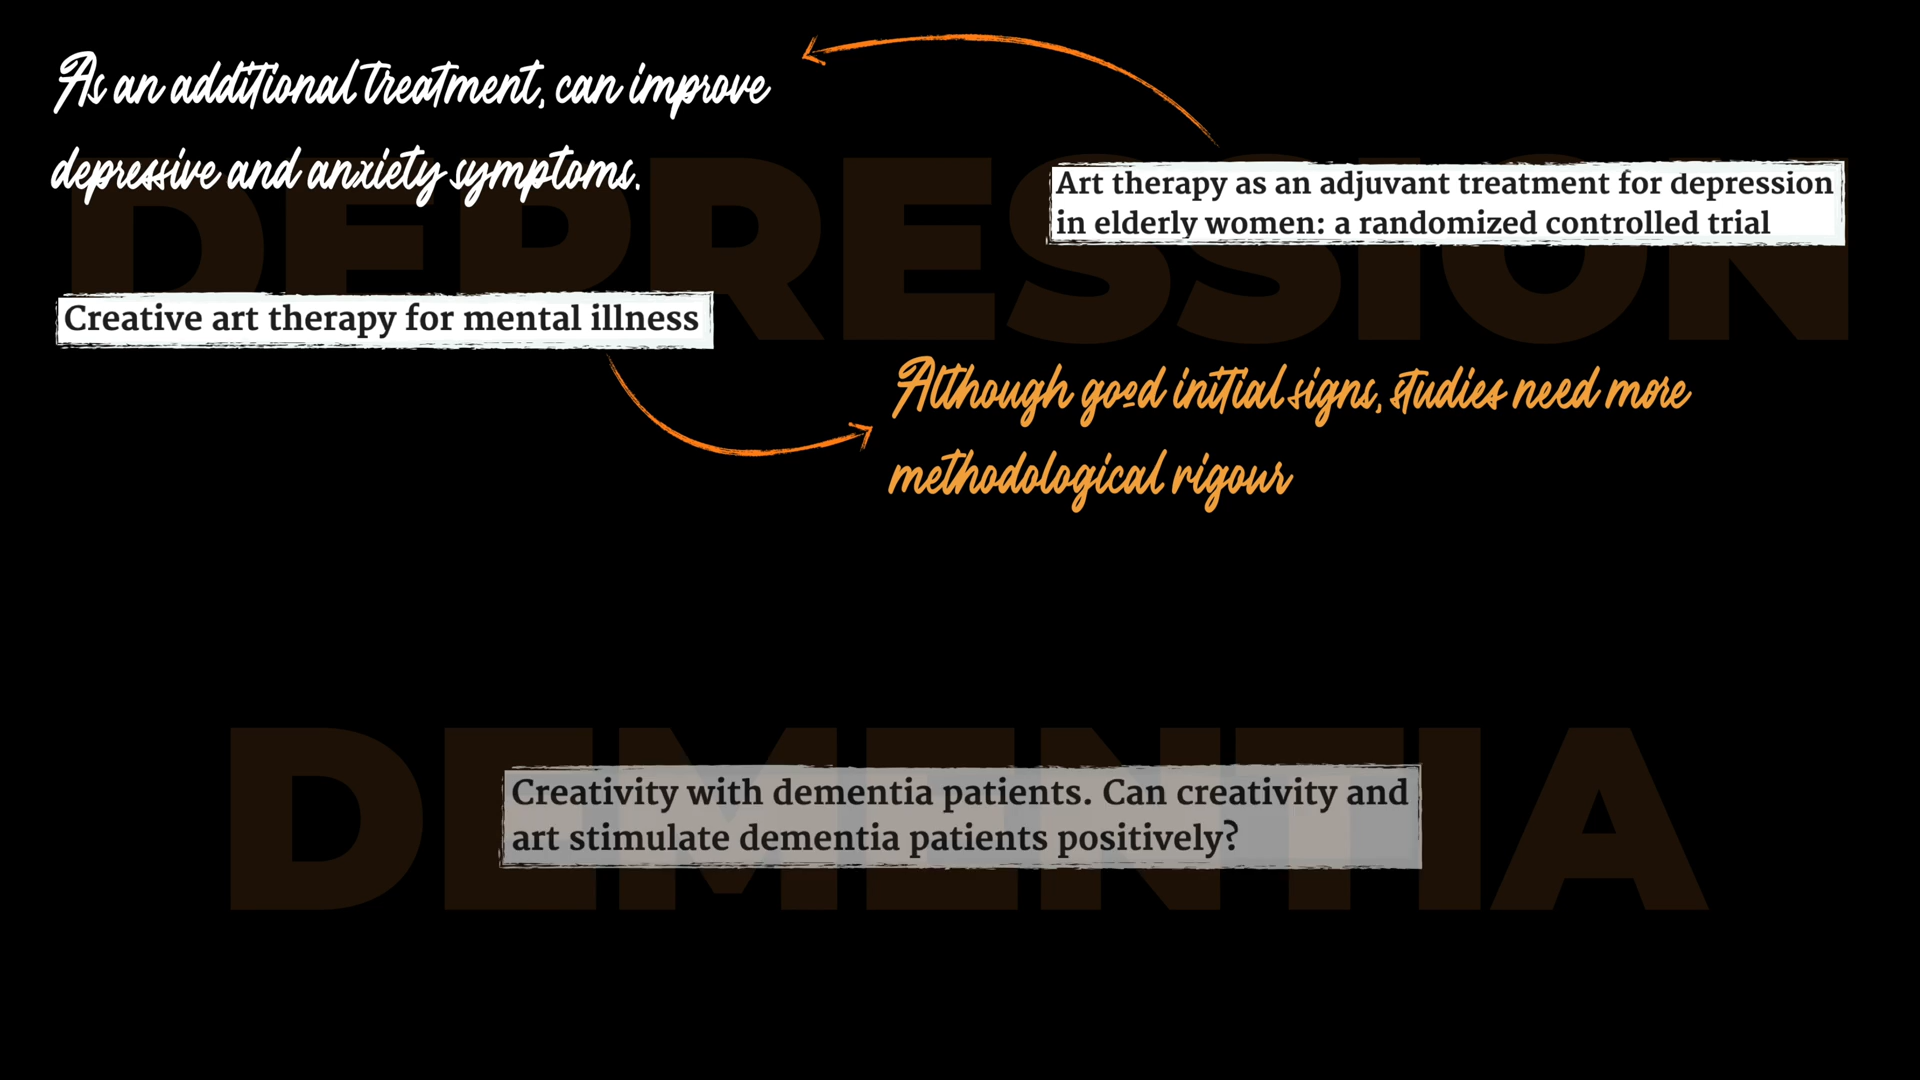 As an additional treatment, can improve
depressive and anxiety symptoms.
DEPRESSION
Art therapy as an adjuvant treatment for depression
in elderly women: a randomized controlled trial
Creative art therapy for mental illness
Although good initial signs, studies need more
methodological rigour
DEMENTIA
Creativity with dementia patients. Can creativity and
art stimulate dementia patients positively?